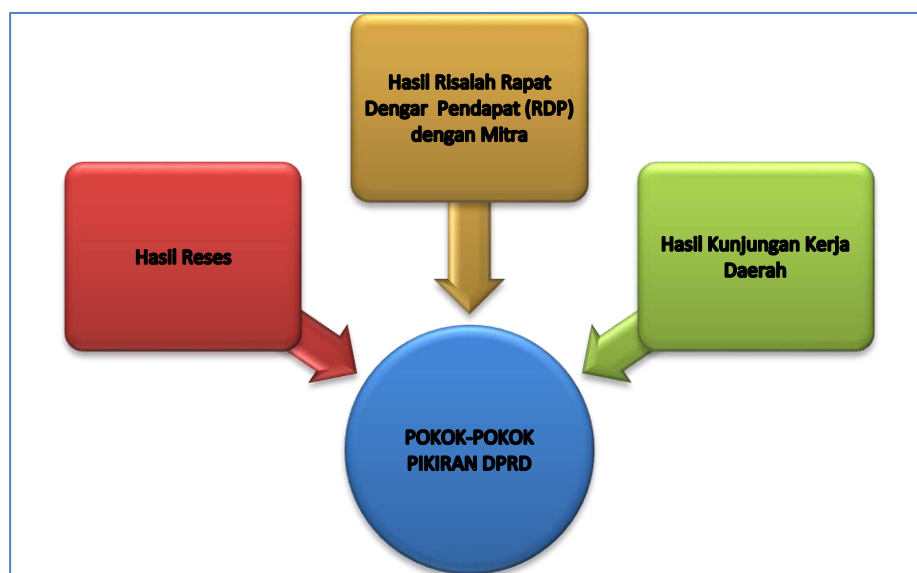 Hasil Risalah Rapat
Dengar Pendapat (RDP)
dengan Mitra
Hasil Reses
Hasil Kunjungan Kerja
Daerah
POKOK-POKOK
PIKIRAN DPRD